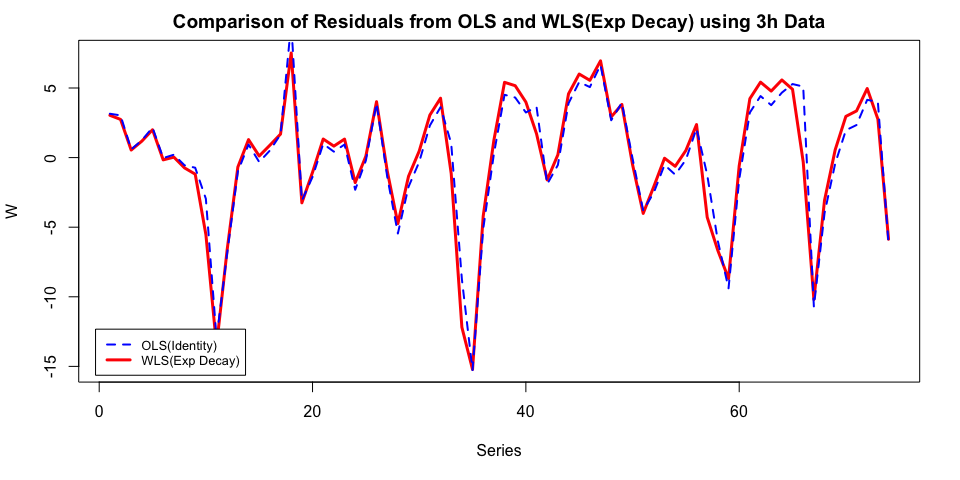 Comparison of Residuals from OLS and WLS(Exp Decay) using 3h Data
W
5
0
-5
-10
-15
OLS(Identity)
WLS(Exp Decay)
0 20 40 60
Series